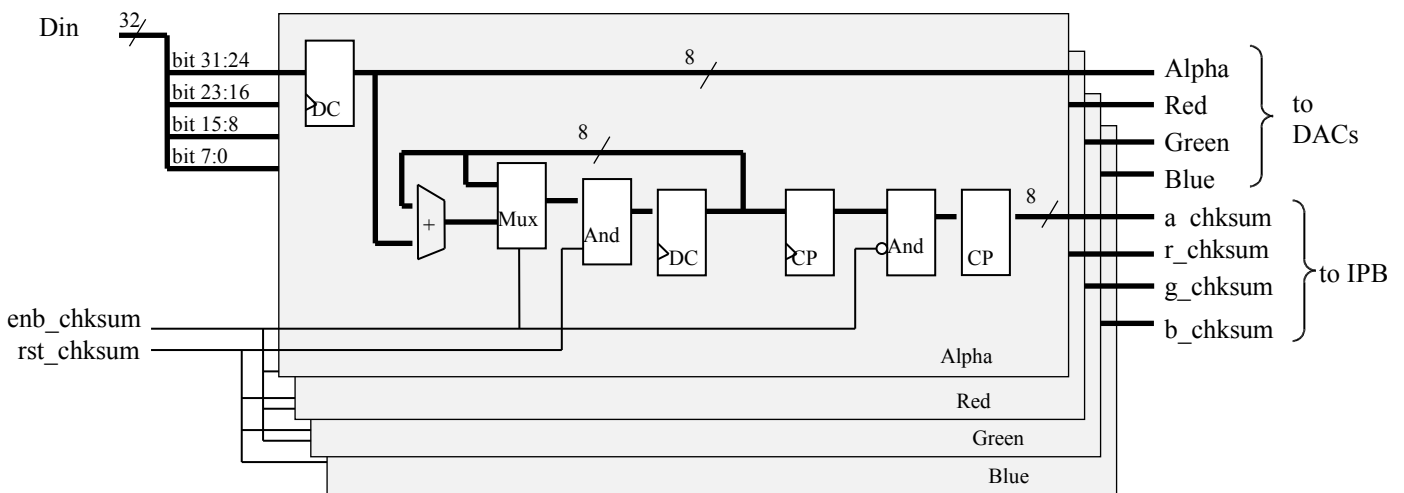 Din
32
bit 31:24
bit 23:16
bit 15:8
bit 7:0
DC
8
Alpha
Red
Green
Blue
to
DACs
8
+
Mux
And
DC
CP
And
CP
8
a_chksum
r_chksum
g_chksum
b_chksum
to IPB
enb_chksum
rst_chksum
Alpha
Red
Green
Blue